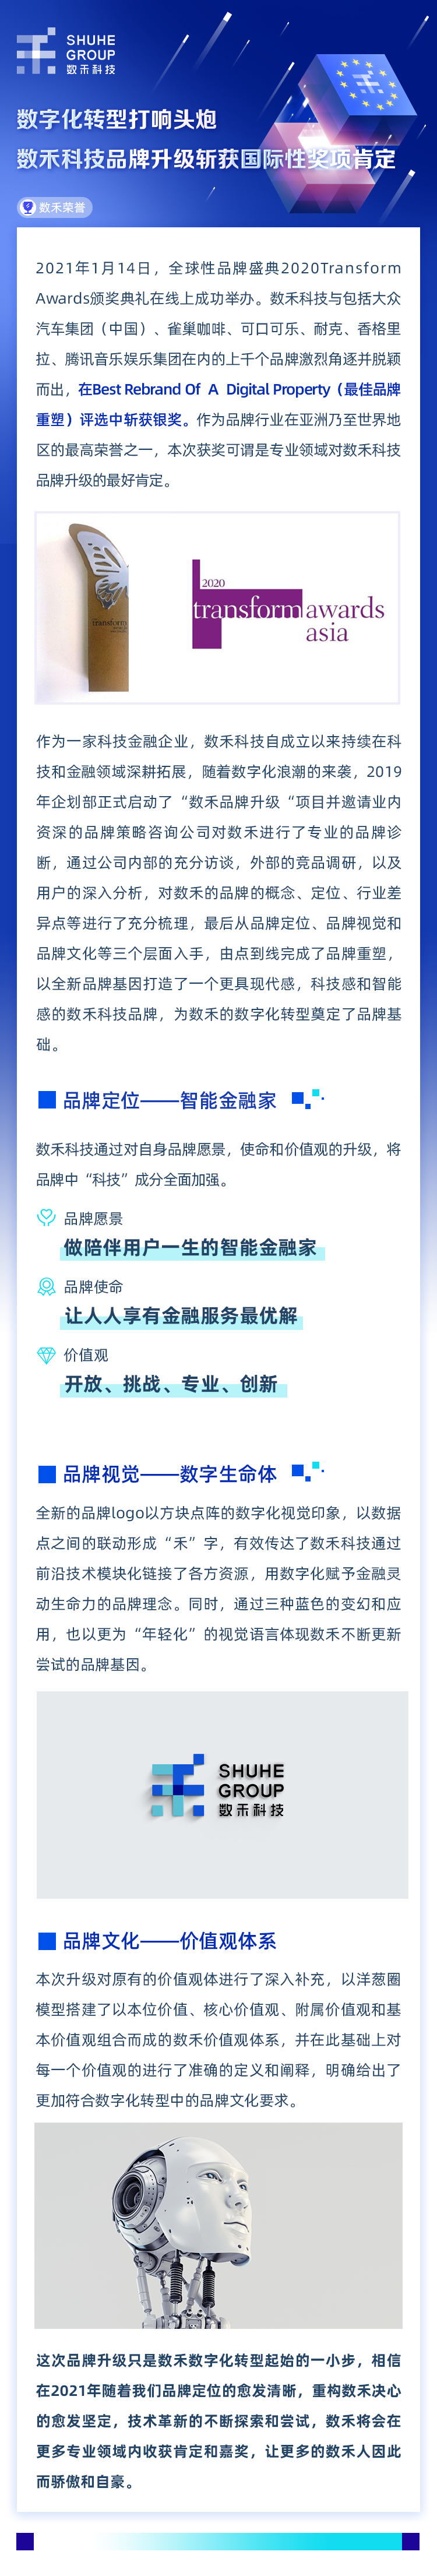 SHUHE
GROUP
数禾科技
数字化转型打响头炮
数禾科技品牌升级斩获国际性奖项肯定
数禾荣誉
2021年1月14日，全球性品牌盛典2020Transform
Awards颁奖典礼在线上成功举办。数禾科技与包括大众
汽车集团（中国）、雀巢咖啡、可口可乐、耐克、香格里
拉、腾讯音乐娱乐集团在内的上千个品牌激烈角逐并脱颖
而出，在Best Rebrand Of A Digital Property（最佳品牌
重塑）评选中斩获银奖。作为品牌行业在亚洲乃至世界地
区的最高荣誉之一，本次获奖可谓是专业领域对数禾科技
品牌升级的最好肯定。
transform
2020
transform awards
asia
作为一家科技金融企业，数禾科技自成立以来持续在科
技和金融领域深耕拓展，随着数字化浪潮的来袭，2019
年企划部正式启动了“数禾品牌升级“项目并邀请业内
资深的品牌策略咨询公司对数禾进行了专业的品牌诊
断，通过公司内部的充分访谈，外部的竞品调研，以及
用户的深入分析，对数禾的品牌的概念、定位、行业差
异点等进行了充分梳理，最后从品牌定位、品牌视觉和
品牌文化等三个层面入手，由点到线完成了品牌重塑，
以全新品牌基因打造了一个更具现代感，科技感和智能
感的数禾科技品牌，为数禾的数字化转型奠定了品牌基
础。
品牌定位——智能金融家
数禾科技通过对自身品牌愿景，使命和价值观的升级，将
品牌中“科技”成分全面加强。
品牌愿景
做陪伴用户一生的智能金融家
品牌使命
让人人享有金融服务最优解
价值观
开放、挑战、专业、创新
品牌视觉——数字生命体
全新的品牌logo以方块点阵的数字化视觉印象，以数据
点之间的联动形成“禾”字，有效传达了数禾科技通过
前沿技术模块化链接了各方资源，用数字化赋予金融灵
动生命力的品牌理念。同时，通过三种蓝色的变幻和应
用，也以更为“年轻化”的视觉语言体现数禾不断更新
尝试的品牌基因。
SHUHE
GROUP
数禾科技
品牌文化——价值观体系
本次升级对原有的价值观体进行了深入补充，以洋葱圈
模型搭建了以本位价值、核心价值观、附属价值观和基
本价值观组合而成的数禾价值观体系，并在此基础上对
每一个价值观的进行了准确的定义和阐释，明确给出了
更加符合数字化转型中的品牌文化要求。
这次品牌升级只是数禾数字化转型起始的一小步，相信
在2021年随着我们品牌定位的愈发清晰，重构数禾决心
的愈发坚定，技术革新的不断探索和尝试，数禾将会在
更多专业领域内收获肯定和嘉奖，让更多的数禾人因此
而骄傲和自豪。